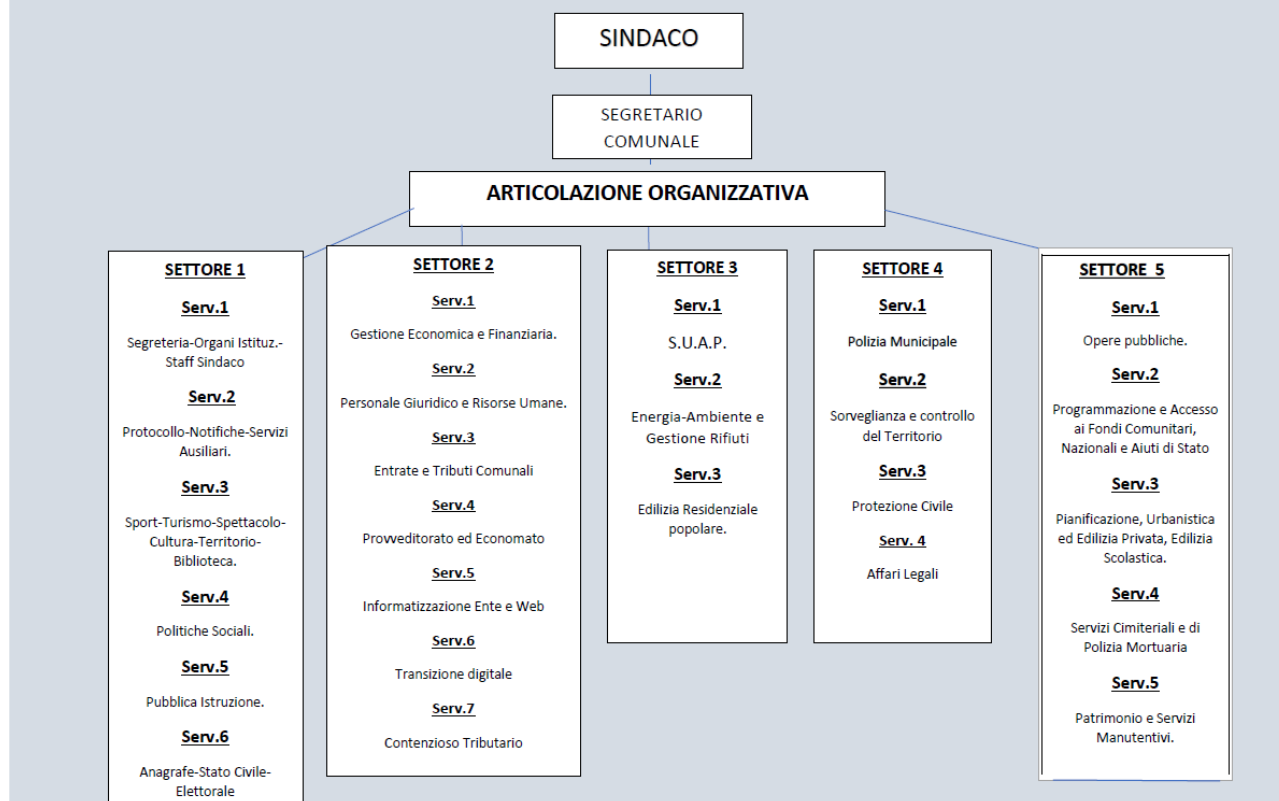 SINDACO
SEGRETARIO
COMUNALE
ARTICOLAZIONE ORGANIZZATIVA
SETTORE 1
Serv.1
Segreteria-Organi Istituz.-
Staff Sindaco
Serv.2
Protocollo-Notifiche-Servizi
Ausiliari.
Serv.3
Sport-Turismo-Spettacolo-
Cultura-Territorio-
Biblioteca.
Serv.4
Politiche Sociali.
Serv.5
Pubblica Istruzione.
Serv.6
Anagrafe-Stato Civile-
Elettorale
SETTORE 2
Serv.1
Gestione Economica e Finanziaria.
Serv.2
Personale Giuridico e Risorse Umane.
Serv.3
Entrate e Tributi Comunali
Serv.4
Provveditorato ed Economato
Serv.5
Informatizzazione Ente e Web
Serv.6
Transizione digitale
Serv.7
Contenzioso Tributario
SETTORE 3
Serv.1
S.U.A.P.
Serv.2
Energia-Ambiente e
Gestione Rifiuti
Serv.3
Edilizia Residenziale
popolare.
SETTORE 4
Serv.1
Polizia Municipale
Serv.2
Sorveglianza e controllo
del Territorio
Serv.3
Protezione Civile
Serv. 4
Affari Legali
SETTORE 5
Serv.1
Opere pubbliche.
Serv.2
Programmazione e Accesso
ai Fondi Comunitari,
Nazionali e Aiuti di Stato
Serv.3
Pianificazione, Urbanistica
ed Edilizia Privata, Edilizia
Scolastica.
Serv.4
Servizi Cimiteriali e di
Polizia Mortuaria
Serv.5
Patrimonio e Servizi
Manutentivi.